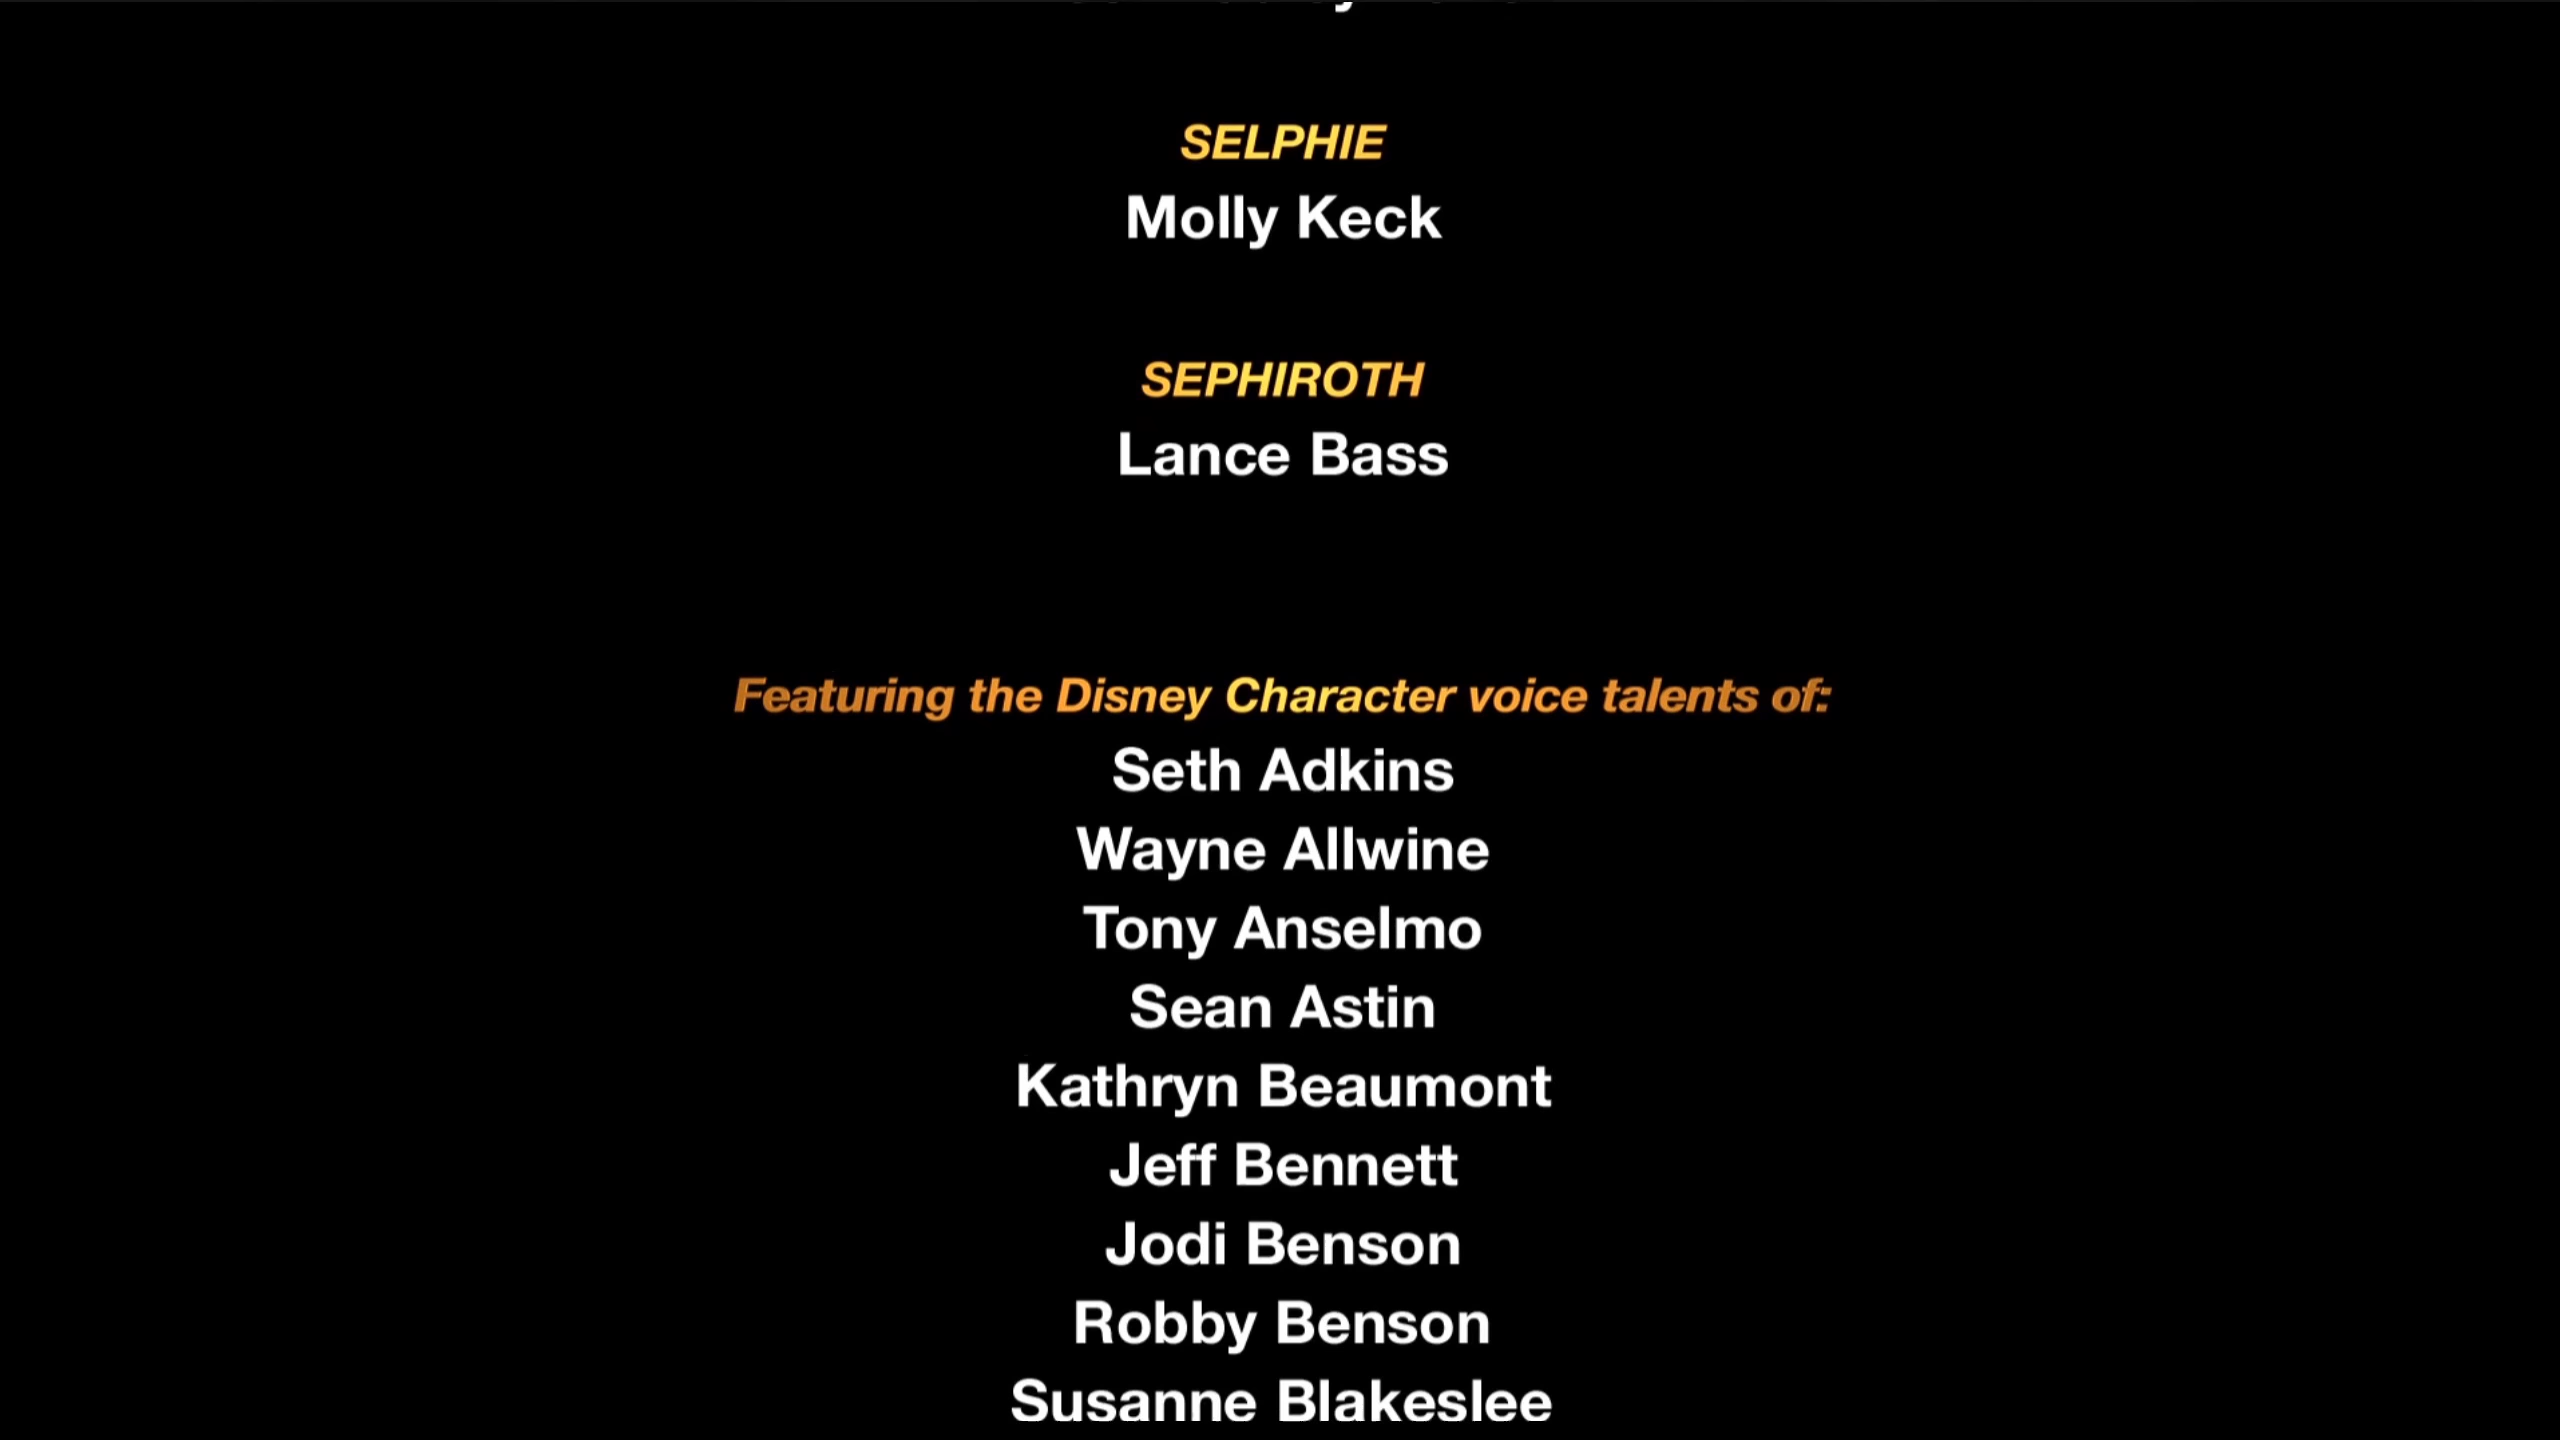 SELPHIE
Molly Keck
SEPHIROTH
Lance Bass
Featuring the Disney Character voice talents of:
Seth Adkins
Wayne Allwine
Tony Anselmo
Sean Astin
Kathryn Beaumont
Jeff Bennett
Jodi Benson
Robby Benson
Susanne Blakeslee